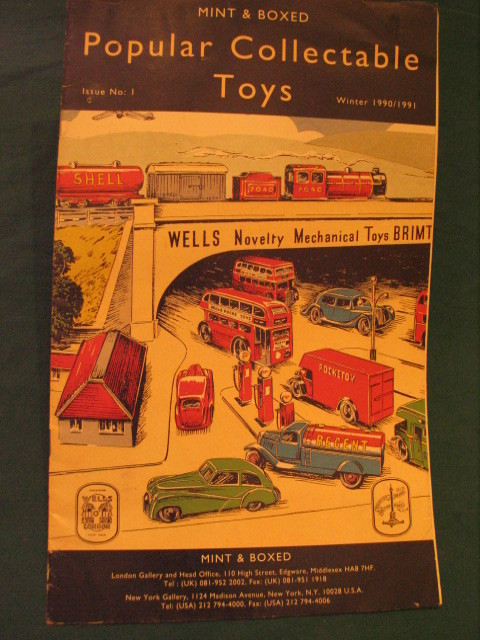 MINT & BOXED
Popular Collectable
Toys
Issue No: 1
Winter 1990/1991
SHELL
WELLS Novelty Mechanical Toys BRIMT
POCKETOY
REGENT
WELLS
LONDON
MINT & BOXED
London Gallery and Head Office, 110 High Street, Edgware, Middlesex HA8 7HF.
Tel: (UK) 081-952 2002, Fax: (UK) 081-951 1918
New York Gallery, 1124 Madison Avenue, New York, N.Y. 10028 U.S.A.
Tel: (USA) 212 794-4000, Fax: (USA) 212 794-4006